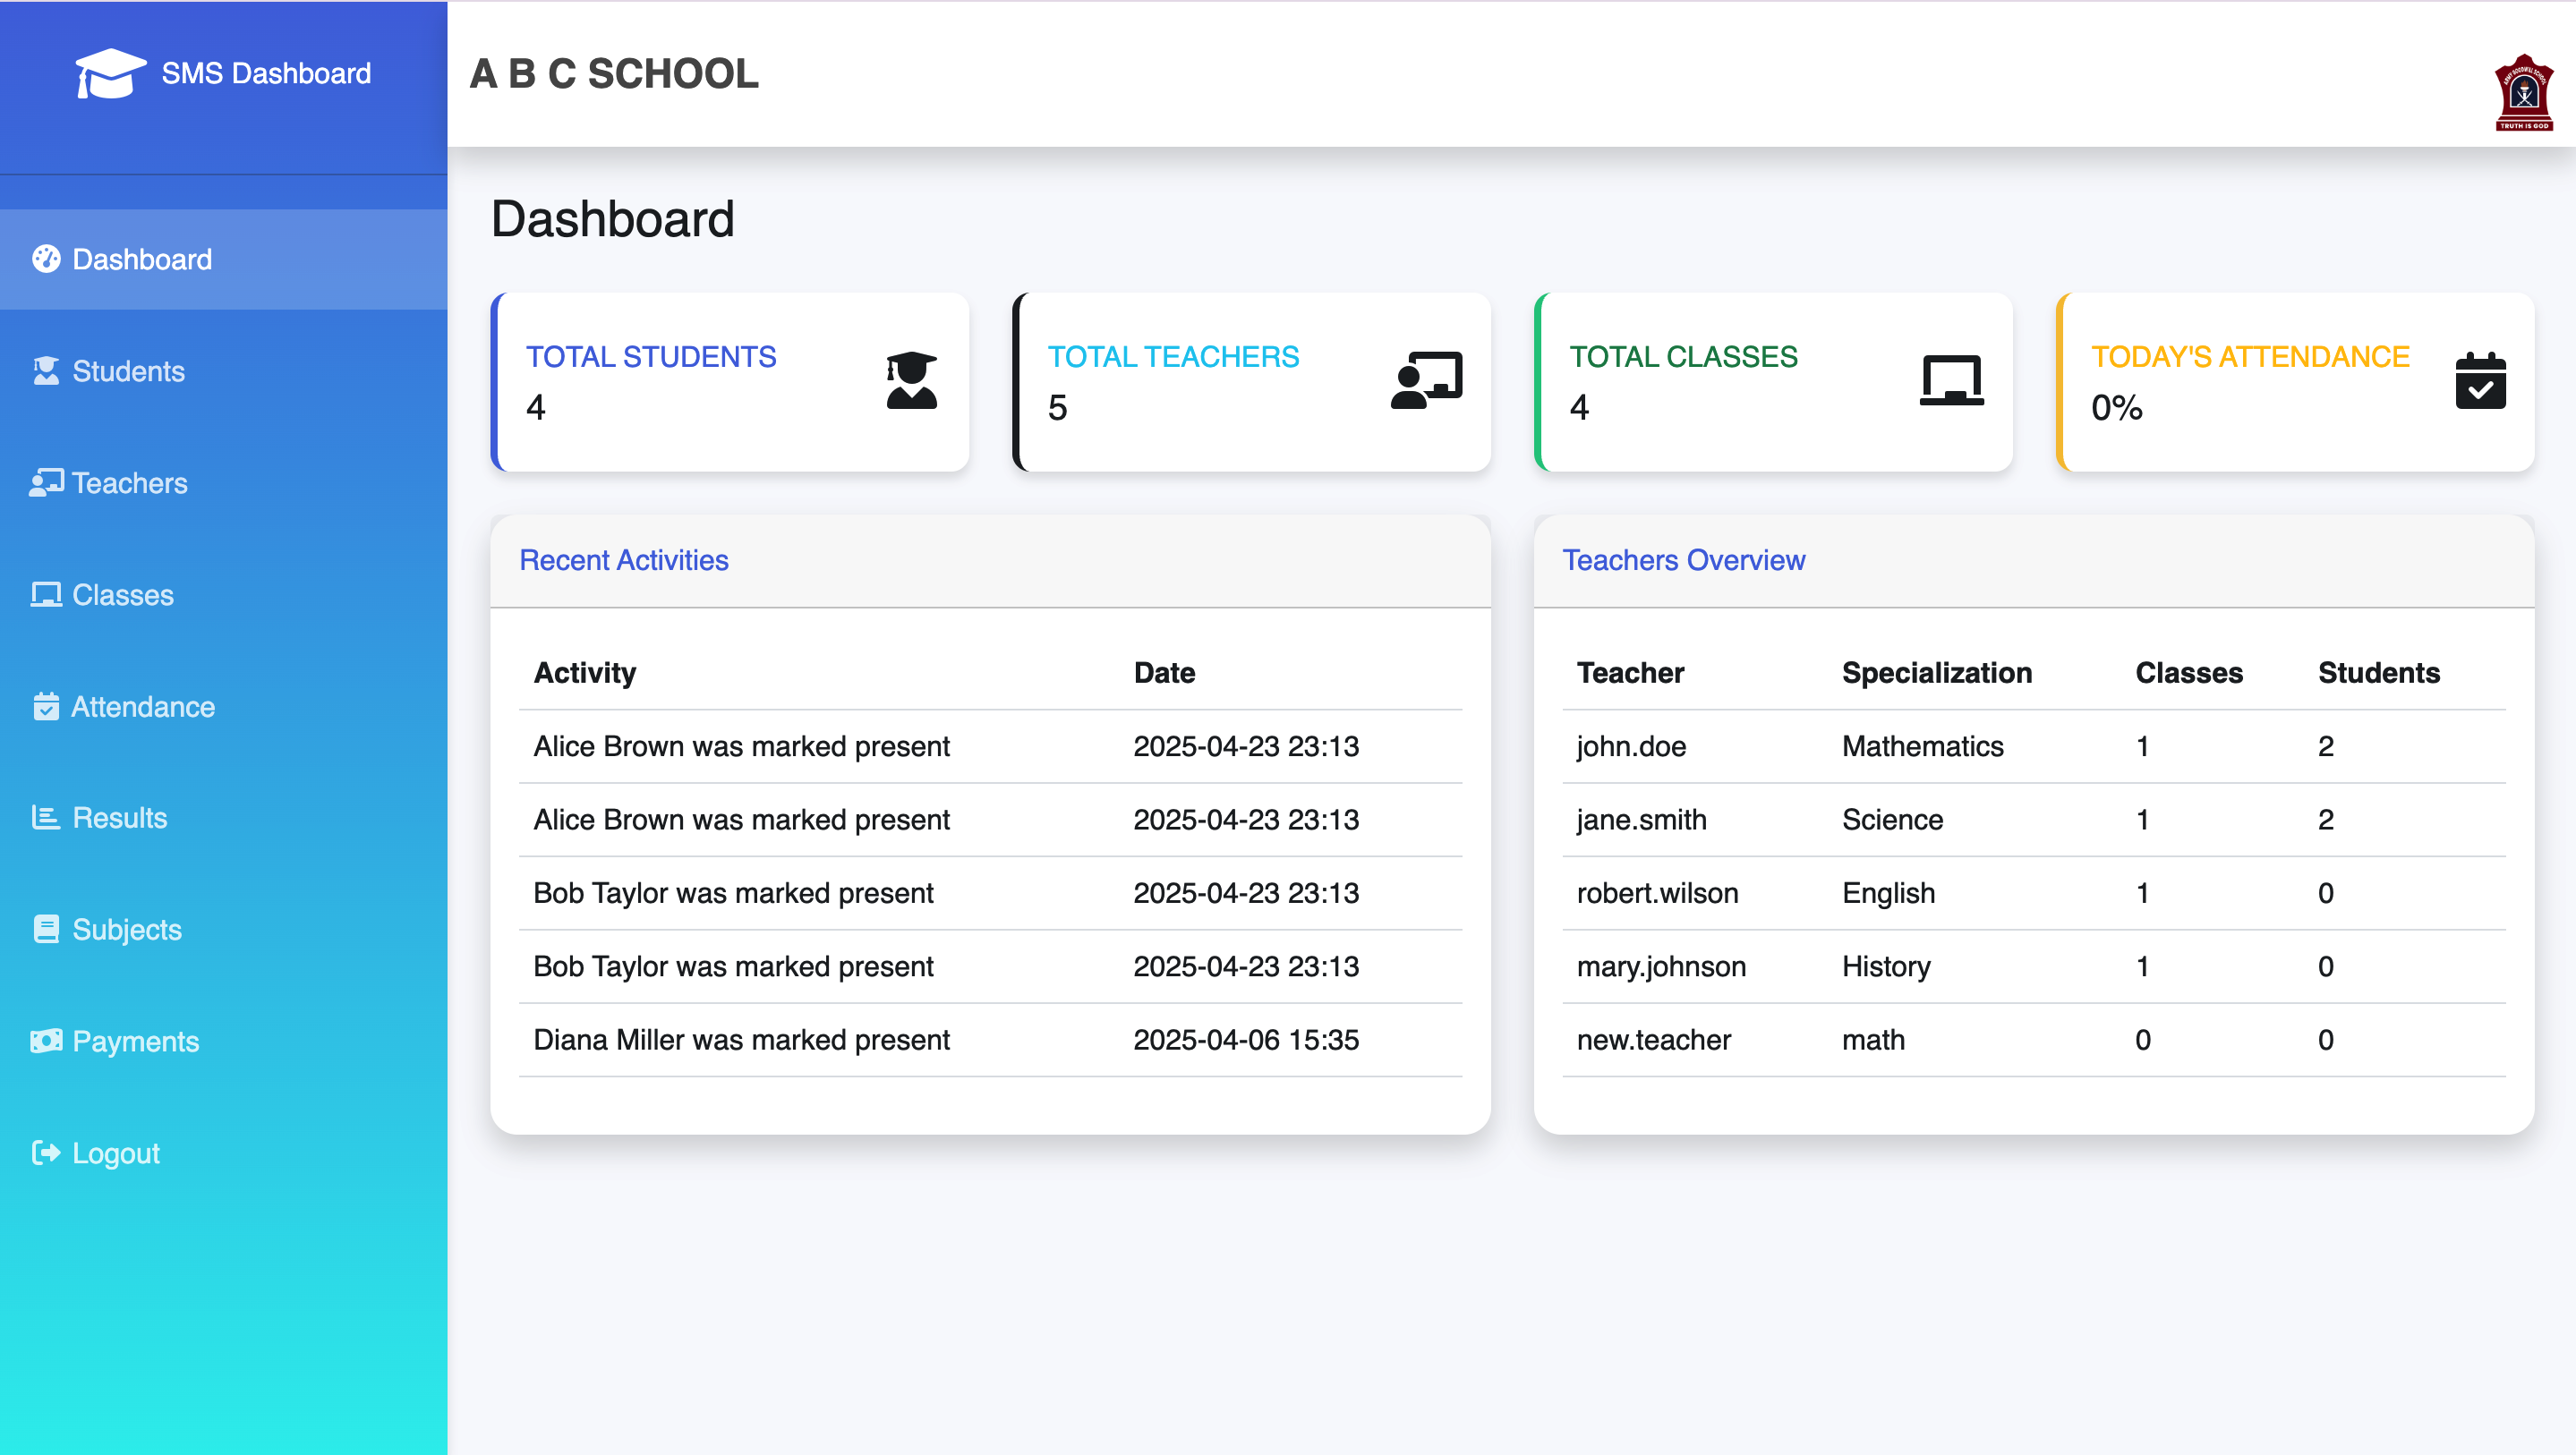 SMS Dashboard
A B C SCHOOL
ARMY GOODWILL SCHOOL
TRUTH IS GOD
Dashboard
Students
Teachers
Classes
Attendance
Results
Subjects
Payments
Logout
Dashboard
TOTAL STUDENTS
4
TOTAL TEACHERS
5
TOTAL CLASSES
4
TODAY'S ATTENDANCE
0%
Recent Activities
Activity Date
Alice Brown was marked present 2025-04-23 23:13
Alice Brown was marked present 2025-04-23 23:13
Bob Taylor was marked present 2025-04-23 23:13
Bob Taylor was marked present 2025-04-23 23:13
Diana Miller was marked present 2025-04-06 15:35
Teachers Overview
Teacher Specialization Classes Students
john.doe Mathematics 1 2
jane.smith Science 1 2
robert.wilson English 1 0
mary.johnson History 1 0
new.teacher math 0 0